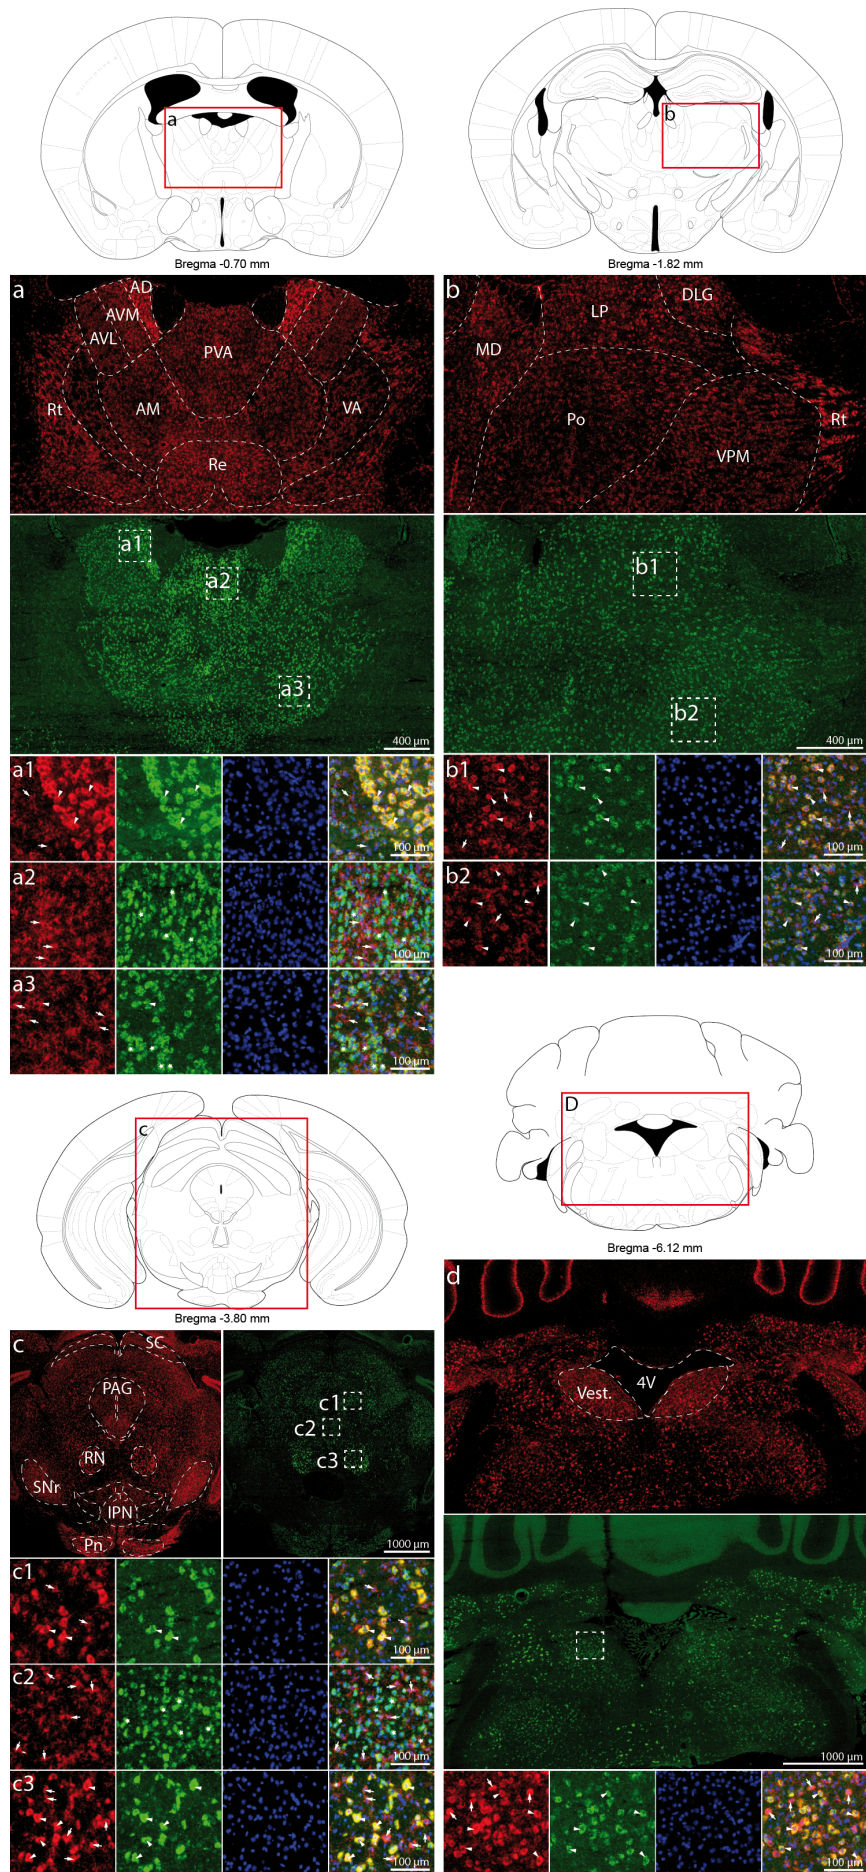 a
Bregma -0.70 mm
b
Bregma -1.82 mm
a
AD
AVM
AVL
PVA
Rt
AM
VA
Re
a1
a2
a3
400 µm
b
DLG
LP
MD
Po
Rt
VPM
b1
b2
400 µm
a1
100 µm
a2
100 µm
a3
100 µm
b1
100 µm
b2
100 µm
c
Bregma -3.80 mm
D
Bregma -6.12 mm
c
SC
PAG
RN
SNr
IPN
Pn
c1
c2
c3
1000 µm
c1
100 µm
c2
100 µm
c3
100 µm
d
Vest.
4V
1000 µm
100 µm